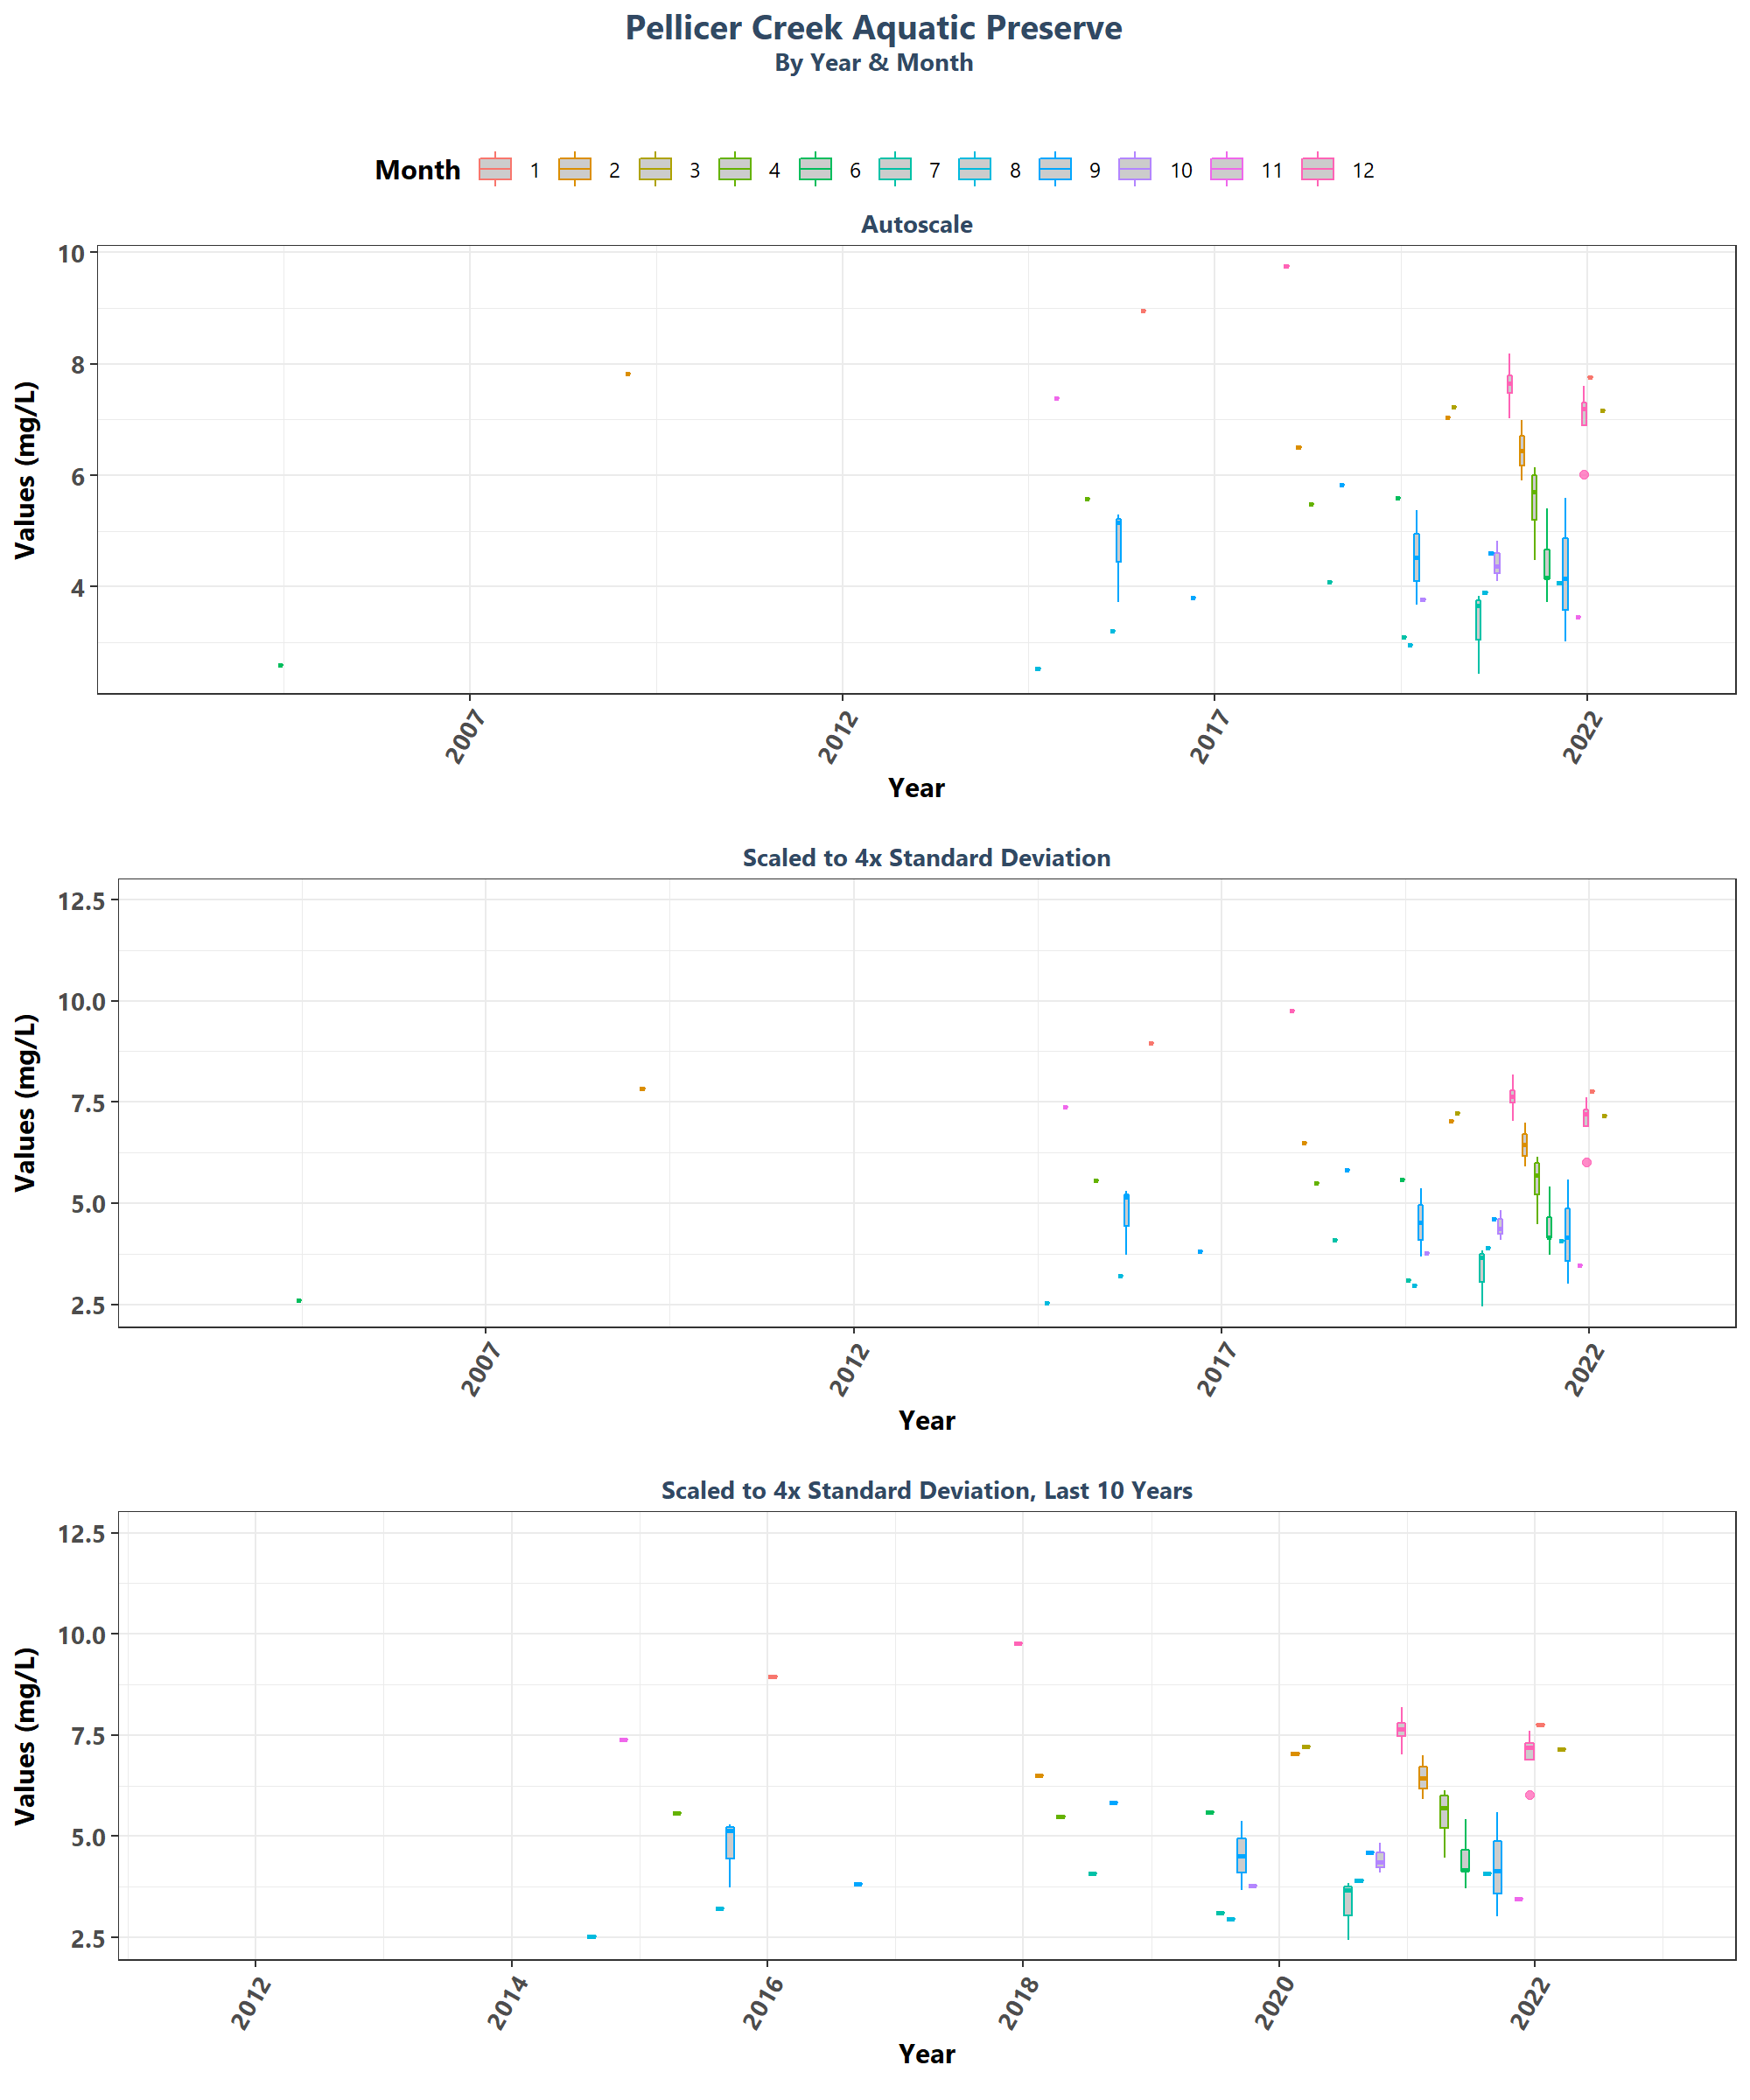 Pellicer Creek Aquatic Preserve
By Year & Month
Month 1 2 3 4 6 7 8 9 10 11 12
Autoscale
Values (mg/L)
10
8
6
4
2007 2012 2017 2022
Year
Scaled to 4x Standard Deviation
Values (mg/L)
12.5
10.0
7.5
5.0
2.5
2007 2012 2017 2022
Year
Scaled to 4x Standard Deviation, Last 10 Years
Values (mg/L)
12.5
10.0
7.5
5.0
2.5
2012 2014 2016 2018 2020 2022
Year